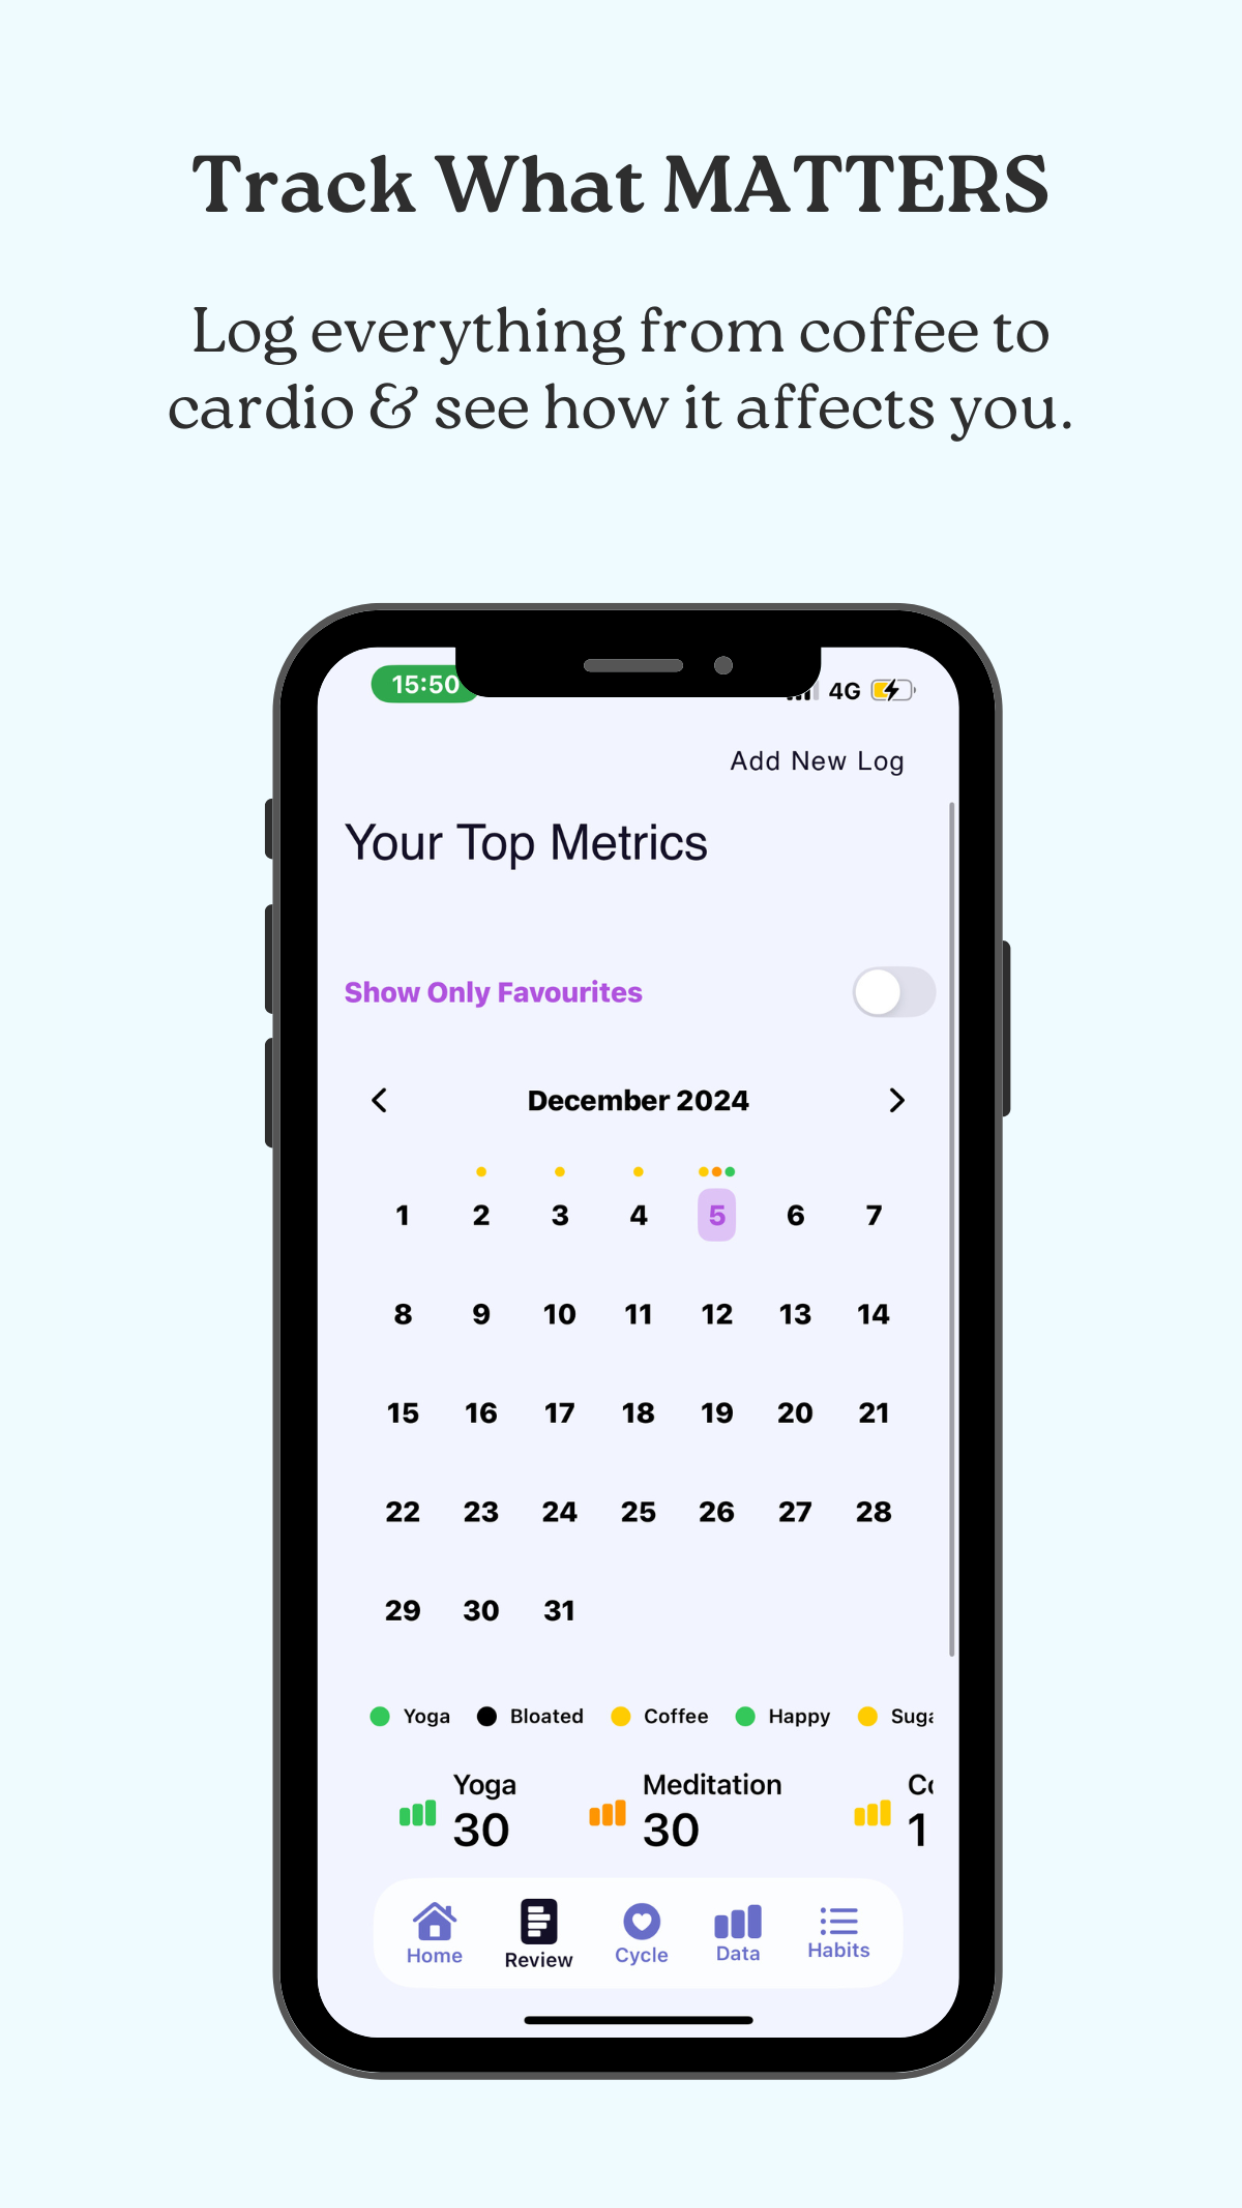 Track What MATTERS
Log everything from coffee to
cardio & see how it affects you.
15:50
4G
Add New Log
Your Top Metrics
Show Only Favourites
December 2024
1 2 3 4 5 6 7
8 9 10 11 12 13 14
15 16 17 18 19 20 21
22 23 24 25 26 27 28
29 30 31
Yoga Bloated Coffee Happy
Yoga Meditation
30 30 1
Home Review Cycle Data Habits